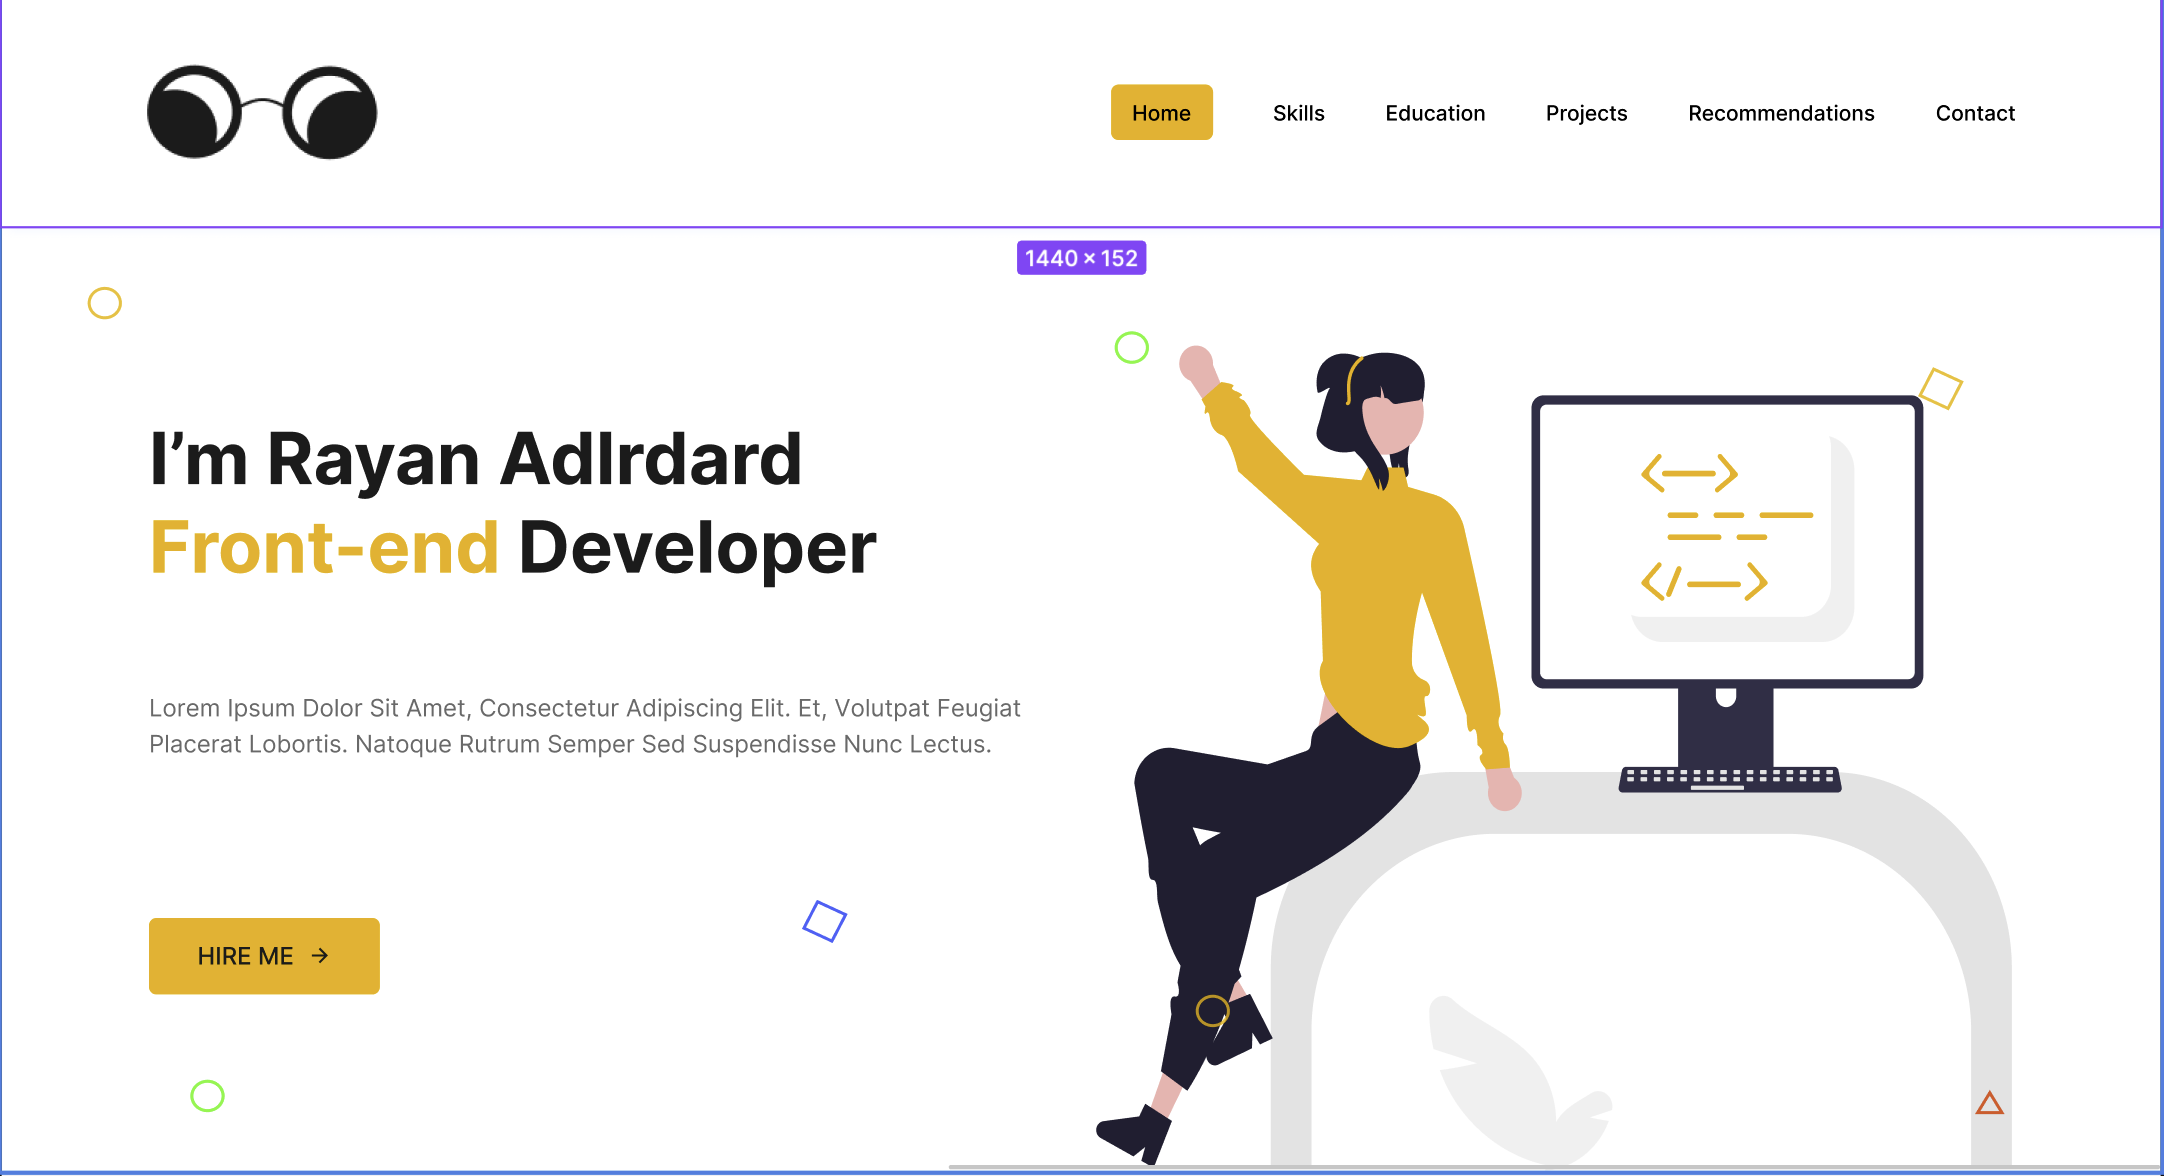 Home Skills Education Projects Recommendations Contact
1440 × 152
I’m Rayan Adlrdard
Front-end Developer
Lorem Ipsum Dolor Sit Amet, Consectetur Adipiscing Elit. Et, Volutpat Feugiat
Placerat Lobortis. Natoque Rutrum Semper Sed Suspendisse Nunc Lectus.
HIRE ME →